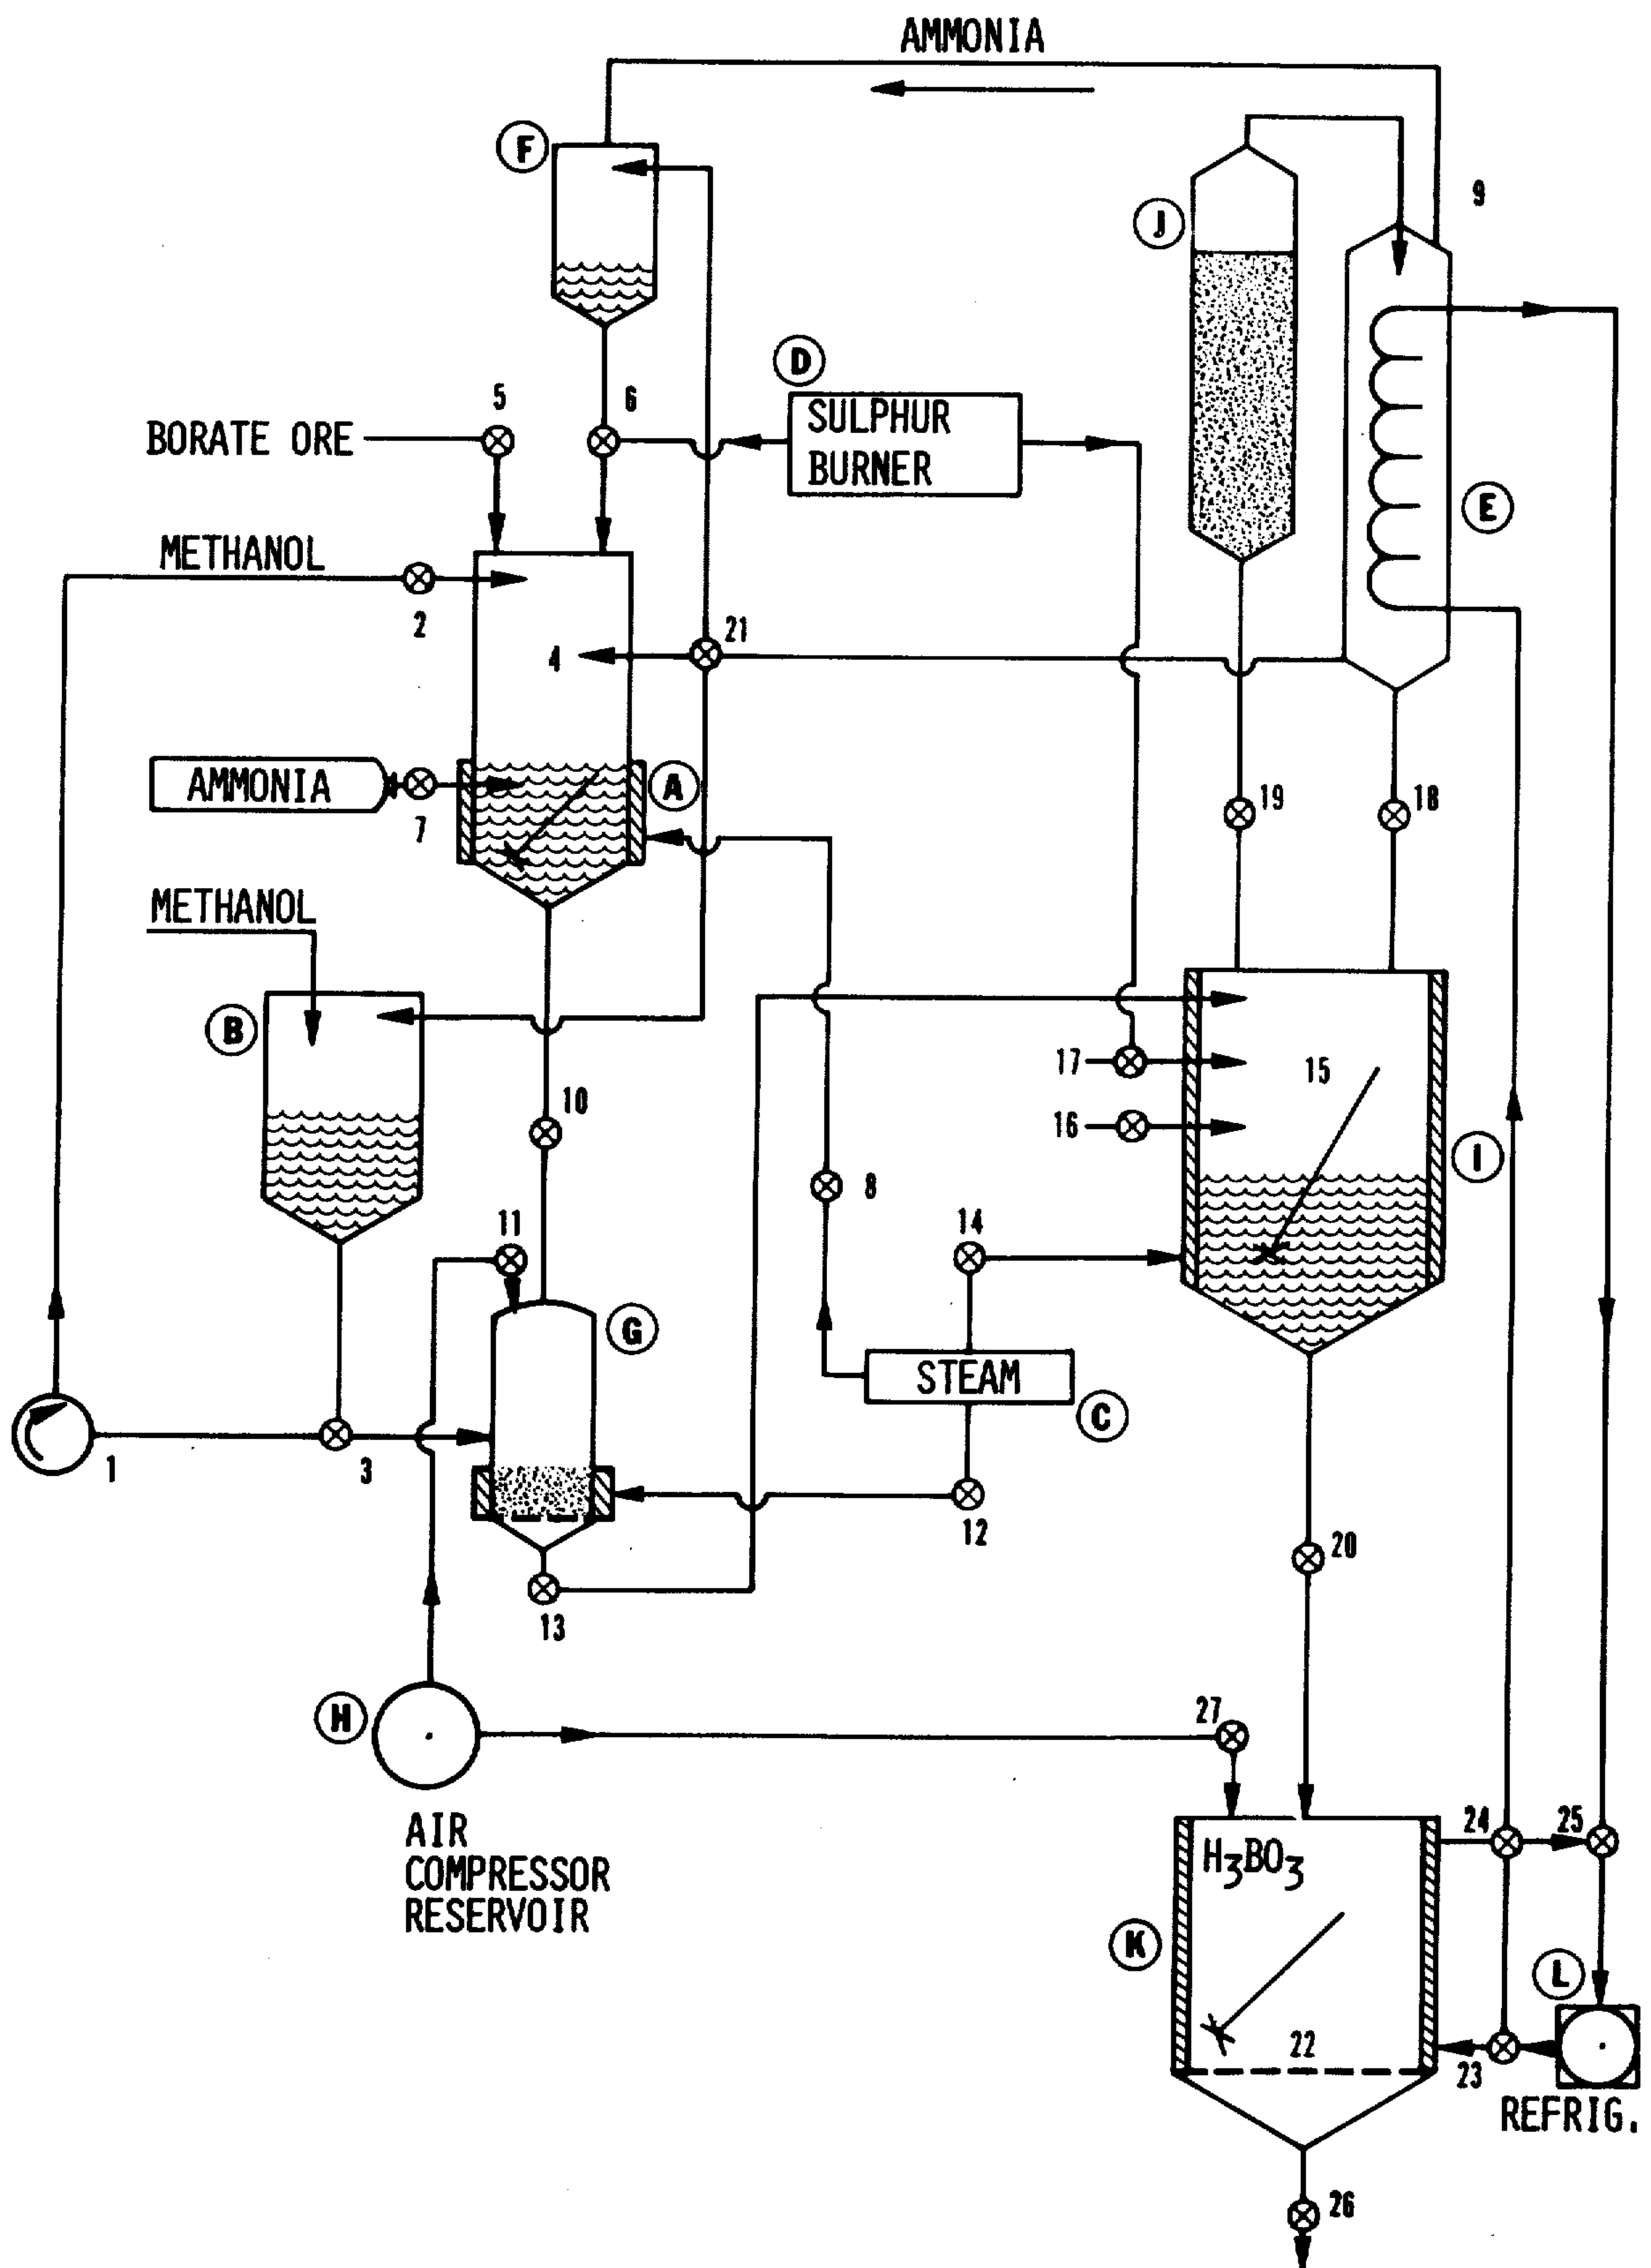 AMMONIA
F
9
J
D
5
6
SULPHUR
BURNER
BORATE ORE
E
METHANOL
2
21
4
AMMONIA
A
7
19
18
METHANOL
B
10
17
15
16
I
8
11
14
G
STEAM
C
1
3
12
20
13
H
27
AIR
COMPRESSOR
RESERVOIR
24
25
H3BO3
K
L
22
23
REFRIG.
26